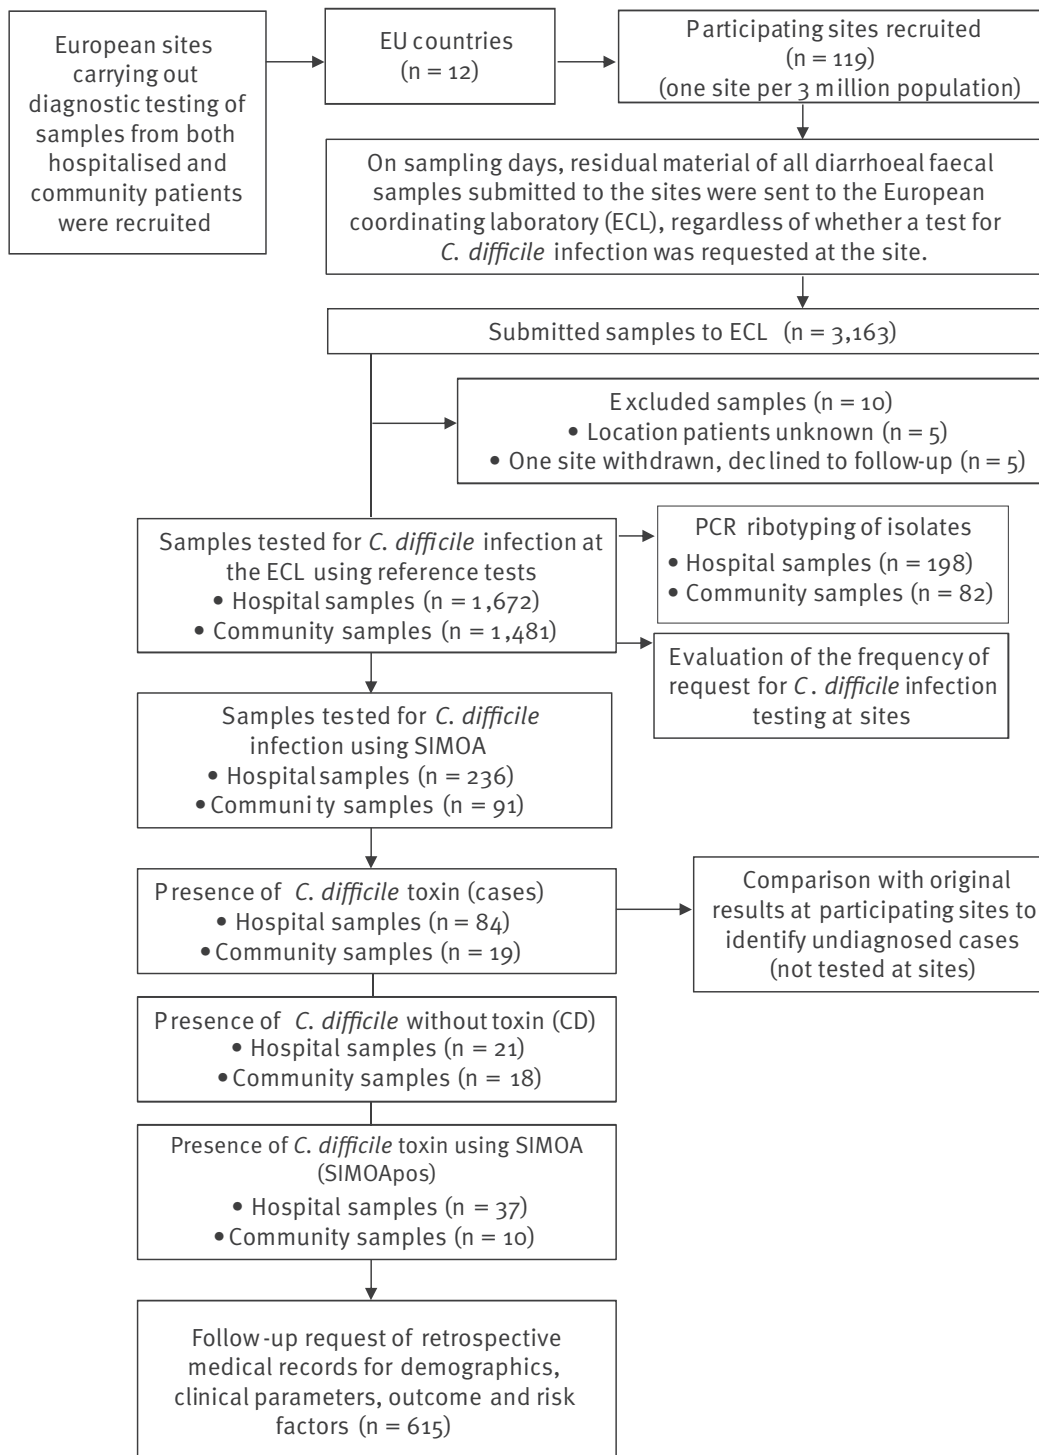 European sites
carrying out
diagnostic testing of
samples from both
hospitalised and
community patients
were recruited
EU countries
(n = 12)
Participating sites recruited
(n = 119)
(one site per 3 million population)
On sampling days, residual material of all diarrhoeal faecal
samples submitted to the sites were sent to the European
coordinating laboratory (ECL), regardless of whether a test for
C. difficile infection was requested at the site.
Submitted samples to ECL (n = 3,163)
Excluded samples (n = 10)
• Location patients unknown (n = 5)
• One site withdrawn, declined to follow-up (n = 5)
Samples tested for C. difficile infection at
the ECL using reference tests
• Hospital samples (n = 1,672)
• Community samples (n = 1,481)
PCR ribotyping of isolates
• Hospital samples (n = 198)
• Community samples (n = 82)
Evaluation of the frequency of
request for C. difficile infection
testing at sites
Samples tested for C. difficile
infection using SIMOA
• Hospital samples (n = 236)
• Community samples (n = 91)
Presence of C. difficile toxin (cases)
• Hospital samples (n = 84)
• Community samples (n = 19)
Comparison with original
results at participating sites to
identify undiagnosed cases
(not tested at sites)
Presence of C. difficile without toxin (CD)
• Hospital samples (n = 21)
• Community samples (n = 18)
Presence of C. difficile toxin using SIMOA
(SIMOApos)
• Hospital samples (n = 37)
• Community samples (n = 10)
Follow-up request of retrospective
medical records for demographics,
clinical parameters, outcome and risk
factors (n = 615)